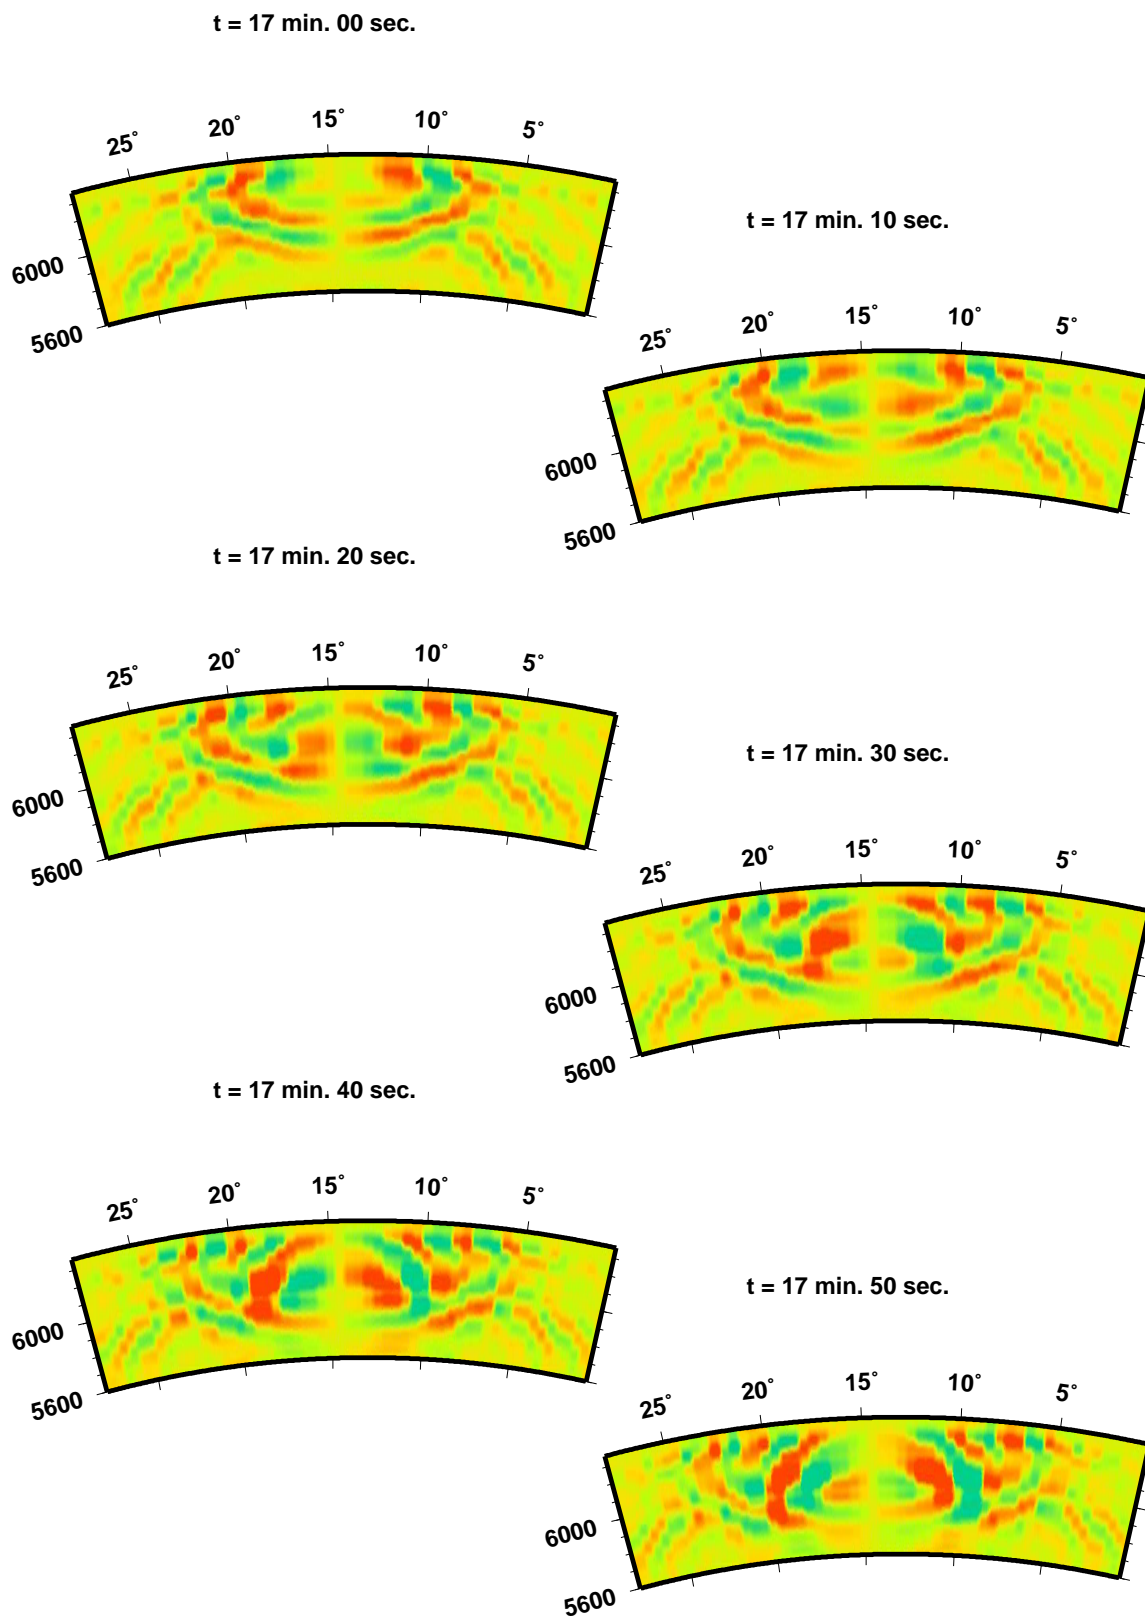 t = 17 min. 00 sec.
25° 20° 15° 10° 5°
6000
5600
t = 17 min. 10 sec.
25° 20° 15° 10° 5°
6000
5600
t = 17 min. 20 sec.
25° 20° 15° 10° 5°
6000
5600
t = 17 min. 30 sec.
25° 20° 15° 10° 5°
6000
5600
t = 17 min. 40 sec.
25° 20° 15° 10° 5°
6000
5600
t = 17 min. 50 sec.
25° 20° 15° 10° 5°
6000
5600